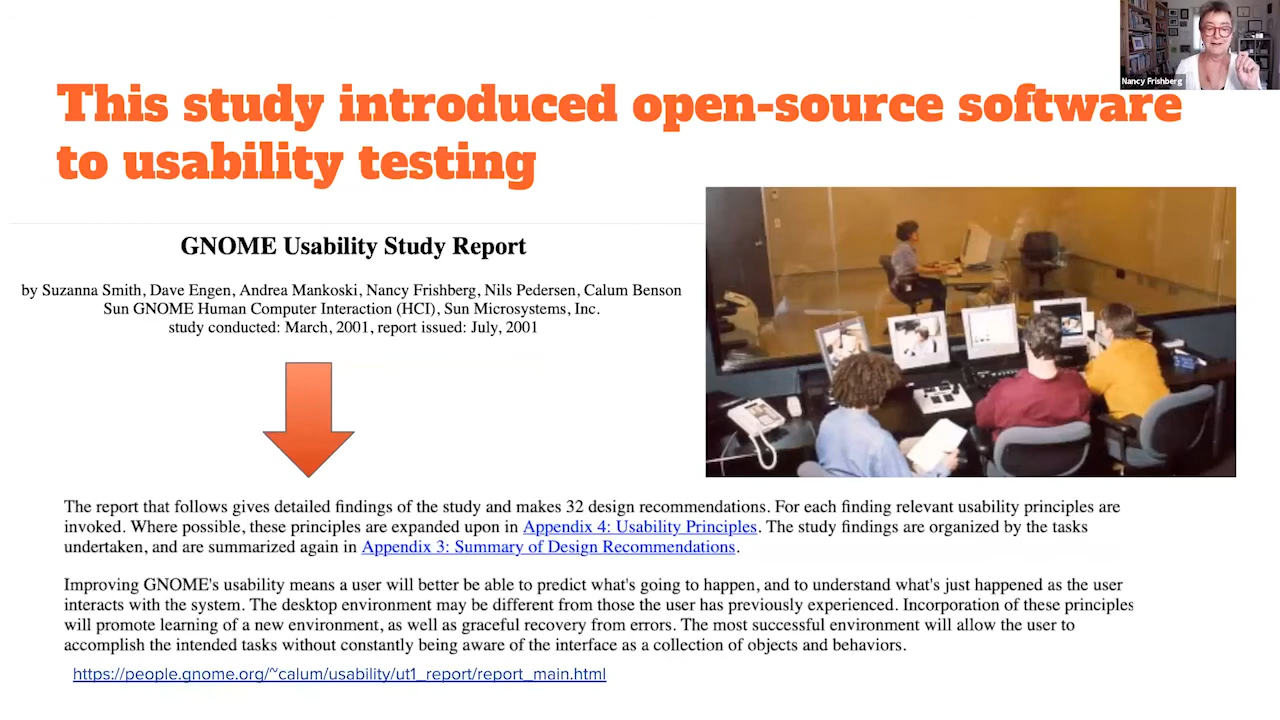 Nancy Frishberg
This study introduced open-source software
to usability testing
GNOME Usability Study Report
by Suzanna Smith, Dave Engen, Andrea Mankoski, Nancy Frishberg, Nils Pedersen, Calum Benson
Sun GNOME Human Computer Interaction (HCI), Sun Microsystems, Inc.
study conducted: March, 2001, report issued: July, 2001
The report that follows gives detailed findings of the study and makes 32 design recommendations. For each finding relevant usability principles are
invoked. Where possible, these principles are expanded upon in Appendix 4: Usability Principles. The study findings are organized by the tasks
undertaken, and are summarized again in Appendix 3: Summary of Design Recommendations.
Improving GNOME's usability means a user will better be able to predict what's going to happen, and to understand what's just happened as the user
interacts with the system. The desktop environment may be different from those the user has previously experienced. Incorporation of these principles
will promote learning of a new environment, as well as graceful recovery from errors. The most successful environment will allow the user to
accomplish the intended tasks without constantly being aware of the interface as a collection of objects and behaviors.
https://people.gnome.org/~calum/usability/ut1_report/report_main.html